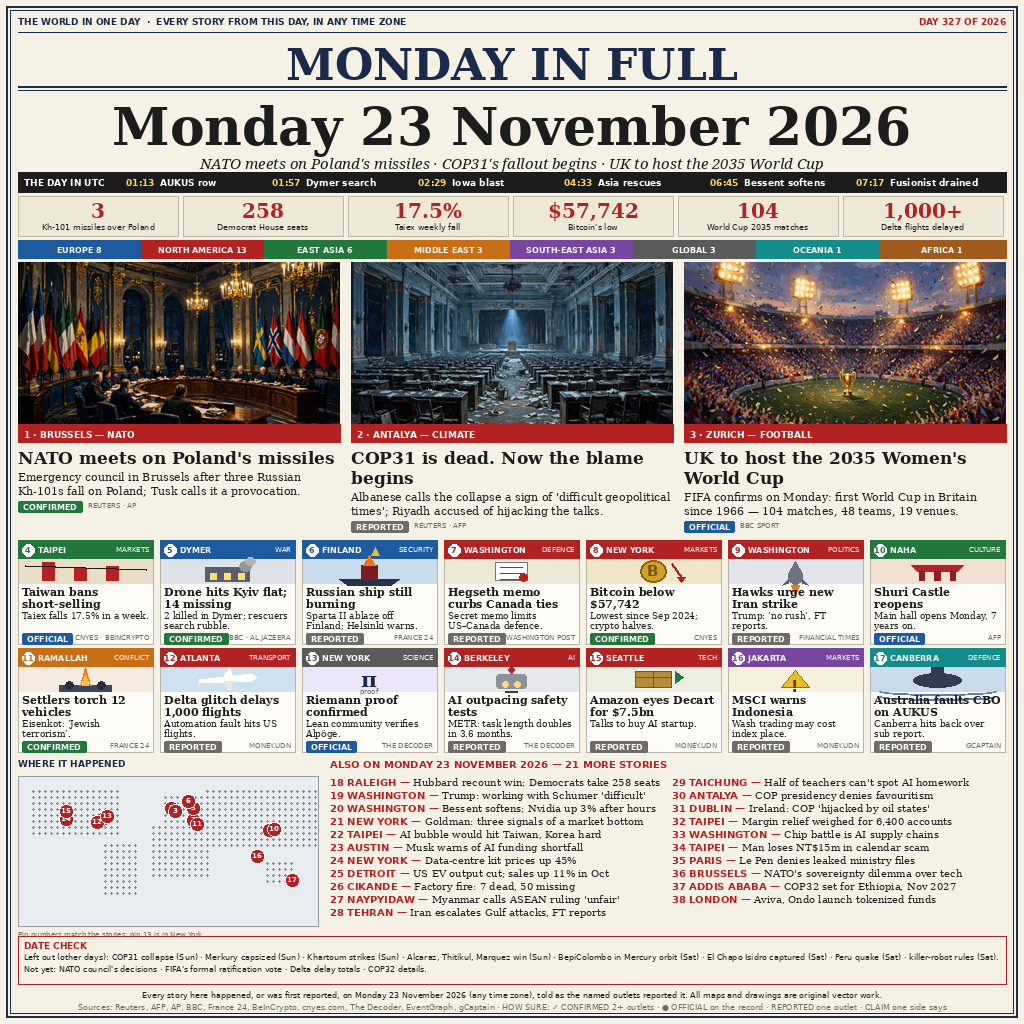 THE WORLD IN ONE DAY · EVERY STORY FROM THIS DAY, IN ANY TIME ZONE
DAY 327 OF 2026
MONDAY IN FULL
Monday 23 November 2026
NATO meets on Poland's missiles · COP31's fallout begins · UK to host the 2035 World Cup
THE DAY IN UTC 01:13 AUKUS row 01:57 Dymer search 02:29 Iowa blast 04:33 Asia rescues 06:45 Bessent softens 07:17 Fusionist drained
3
Kh-101 missiles over Poland
258
Democrat House seats
17.5%
Taiex weekly fall
$57,742
Bitcoin's low
104
World Cup 2035 matches
1,000+
Delta flights delayed
EUROPE 8 NORTH AMERICA 13 EAST ASIA 6 MIDDLE EAST 3 SOUTH-EAST ASIA 3 GLOBAL 3 OCEANIA 1 AFRICA 1
1 · BRUSSELS — NATO
NATO meets on Poland's missiles
Emergency council in Brussels after three Russian
Kh-101s fall on Poland; Tusk calls it a provocation.
CONFIRMED REUTERS · AP
2 · ANTALYA — CLIMATE
COP31 is dead. Now the blame
begins
Albanese calls the collapse a sign of 'difficult geopolitical
times'; Riyadh accused of hijacking the talks.
REPORTED REUTERS · AFP
3 · ZURICH — FOOTBALL
UK to host the 2035 Women's
World Cup
FIFA confirms on Monday: first World Cup in Britain
since 1966 — 104 matches, 48 teams, 19 venues.
OFFICIAL BBC SPORT
4 TAIPEI MARKETS
Taiwan bans
short-selling
Taiex falls 17.5% in a week.
OFFICIAL CNYES · BEINCRYPTO
5 DYMER WAR
Drone hits Kyiv flat;
14 missing
2 killed in Dymer; rescuers
search rubble.
CONFIRMED BBC · AL JAZEERA
6 FINLAND SECURITY
Russian ship still
burning
Sparta II ablaze off
Finland; Helsinki warns.
REPORTED FRANCE 24
7 WASHINGTON DEFENCE
Hegseth memo
curbs Canada ties
Secret memo limits
US–Canada defence.
REPORTED WASHINGTON POST
8 NEW YORK MARKETS
B
Bitcoin below
$57,742
Lowest since Sep 2024;
crypto halves.
CONFIRMED CNYES
9 WASHINGTON POLITICS
Hawks urge new
Iran strike
Trump: 'no rush', FT
reports.
REPORTED FINANCIAL TIMES
10 NAHA CULTURE
Shuri Castle
reopens
Main hall opens Monday, 7
years on.
OFFICIAL AFP
11 RAMALLAH CONFLICT
Settlers torch 12
vehicles
Eisenkot: 'Jewish
terrorism'.
CONFIRMED FRANCE 24
12 ATLANTA TRANSPORT
Delta glitch delays
1,000 flights
Automation fault hits US
flights.
REPORTED MONEY.UDN
13 NEW YORK SCIENCE
π
proof
Riemann proof
confirmed
Lean community verifies
Alpöge.
OFFICIAL THE DECODER
14 BERKELEY AI
AI outpacing safety
tests
METR: task length doubles
in 3.6 months.
REPORTED THE DECODER
15 SEATTLE TECH
Amazon eyes Decart
for $7.5bn
Talks to buy AI startup.
REPORTED MONEY.UDN
16 JAKARTA MARKETS
!
MSCI warns
Indonesia
Wash trading may cost
index place.
REPORTED MONEY.UDN
17 CANBERRA DEFENCE
Australia faults CBO
on AUKUS
Canberra hits back over
sub report.
REPORTED GCAPTAIN
WHERE IT HAPPENED
15
6
3
11
13
10
16
17
Pin numbers match the stories; pin 13 is in New York.
ALSO ON MONDAY 23 NOVEMBER 2026 — 21 MORE STORIES
18 RALEIGH — Hubbard recount win; Democrats take 258 seats
19 WASHINGTON — Trump: working with Schumer 'difficult'
20 WASHINGTON — Bessent softens; Nvidia up 3% after hours
21 NEW YORK — Goldman: three signals of a market bottom
22 TAIPEI — AI bubble would hit Taiwan, Korea hard
23 AUSTIN — Musk warns of AI funding shortfall
24 NEW YORK — Data-centre kit prices up 45%
25 DETROIT — US EV output cut; sales up 11% in Oct
26 CIKANDE — Factory fire: 7 dead, 50 missing
27 NAYPYIDAW — Myanmar calls ASEAN ruling 'unfair'
28 TEHRAN — Iran escalates Gulf attacks, FT reports
29 TAICHUNG — Half of teachers can't spot AI homework
30 ANTALYA — COP presidency denies favouritism
31 DUBLIN — Ireland: COP 'hijacked by oil states'
32 TAIPEI — Margin relief weighed for 6,400 accounts
33 WASHINGTON — Chip battle is AI supply chains
34 TAIPEI — Man loses NT$15m in calendar scam
35 PARIS — Le Pen denies leaked ministry files
36 BRUSSELS — NATO's sovereignty dilemma over tech
37 ADDIS ABABA — COP32 set for Ethiopia, Nov 2027
38 LONDON — Aviva, Ondo launch tokenized funds
DATE CHECK
Left out (other days): COP31 collapse (Sun) · Merkury capsized (Sun) · Khartoum strikes (Sun) · Alcaraz, Thitikul, Marquez win (Sun) · BepiColombo in Mercury orbit (Sat) · El Chapo Isidro captured (Sat) · Peru quake (Sat) · killer-robot rules (Sat).
Not yet: NATO council's decisions · FIFA's formal ratification vote · Delta delay totals · COP32 details.
Every story here happened, or was first reported, on Monday 23 November 2026 (any time zone), told as the named outlets reported it. All maps and drawings are original vector work.
Sources: Reuters, AFP, AP, BBC, France 24, BeInCrypto, cnyes.com, The Decoder, EventGraph, gCaptain · HOW SURE: ✓ CONFIRMED 2+ outlets · ● OFFICIAL on the record · REPORTED one outlet · CLAIM one side says